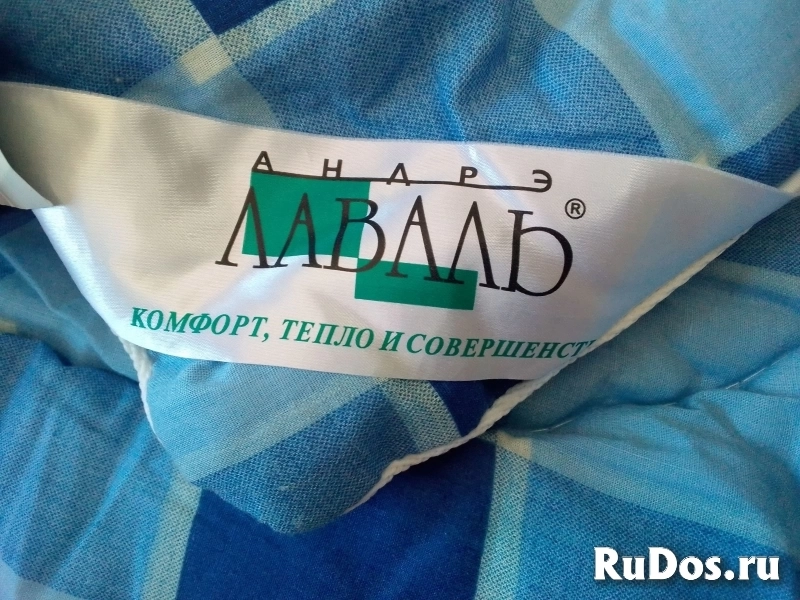 АНДРЭ
ЛАВАЛЬ ®
КОМФОРТ, ТЕПЛО И СОВЕРШЕНСТ
RuDos.ru